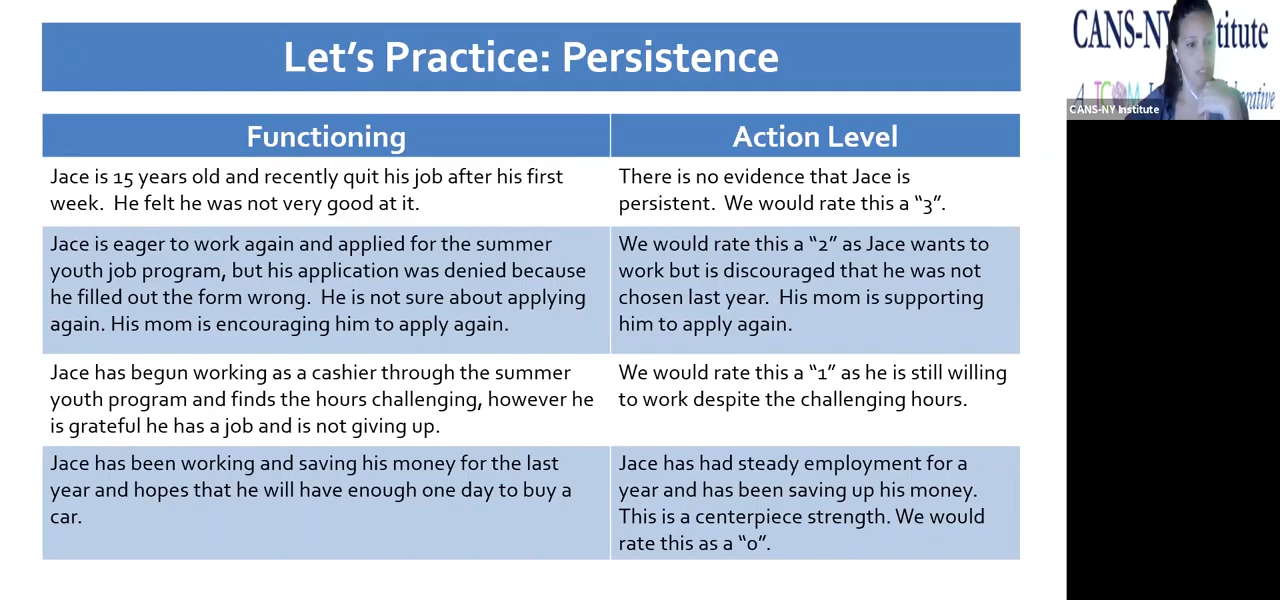 Let's Practice: Persistence
Functioning
Action Level
Jace is 15 years old and recently quit his job after his first
week.  He felt he was not very good at it.
There is no evidence that Jace is
persistent.  We would rate this a “3”.
Jace is eager to work again and applied for the summer
youth job program, but his application was denied because
he filled out the form wrong.  He is not sure about applying
again. His mom is encouraging him to apply again.
We would rate this a “2” as Jace wants to
work but is discouraged that he was not
chosen last year.  His mom is supporting
him to apply again.
Jace has begun working as a cashier through the summer
youth program and finds the hours challenging, however he
is grateful he has a job and is not giving up.
We would rate this a “1” as he is still willing
to work despite the challenging hours.
Jace has been working and saving his money for the last
year and hopes that he will have enough one day to buy a
car.
Jace has had steady employment for a
year and has been saving up his money.
This is a centerpiece strength. We would
rate this as a “0”.
CANS-NY
CANS-NY Institute